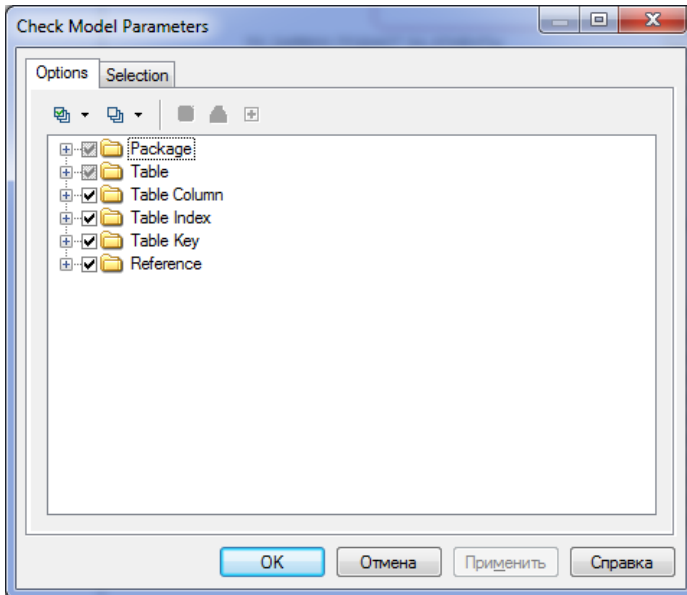 Check Model Parameters
Options
Selection
Package
Table
Table Column
Table Index
Table Key
Reference
OK
Отмена
Применить
Справка